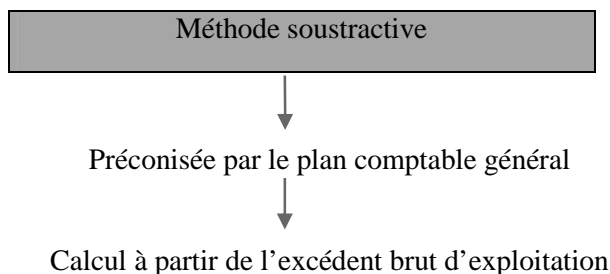 Méthode soustractive
Préconisée par le plan comptable général
Calcul à partir de l’excédent brut d’exploitation